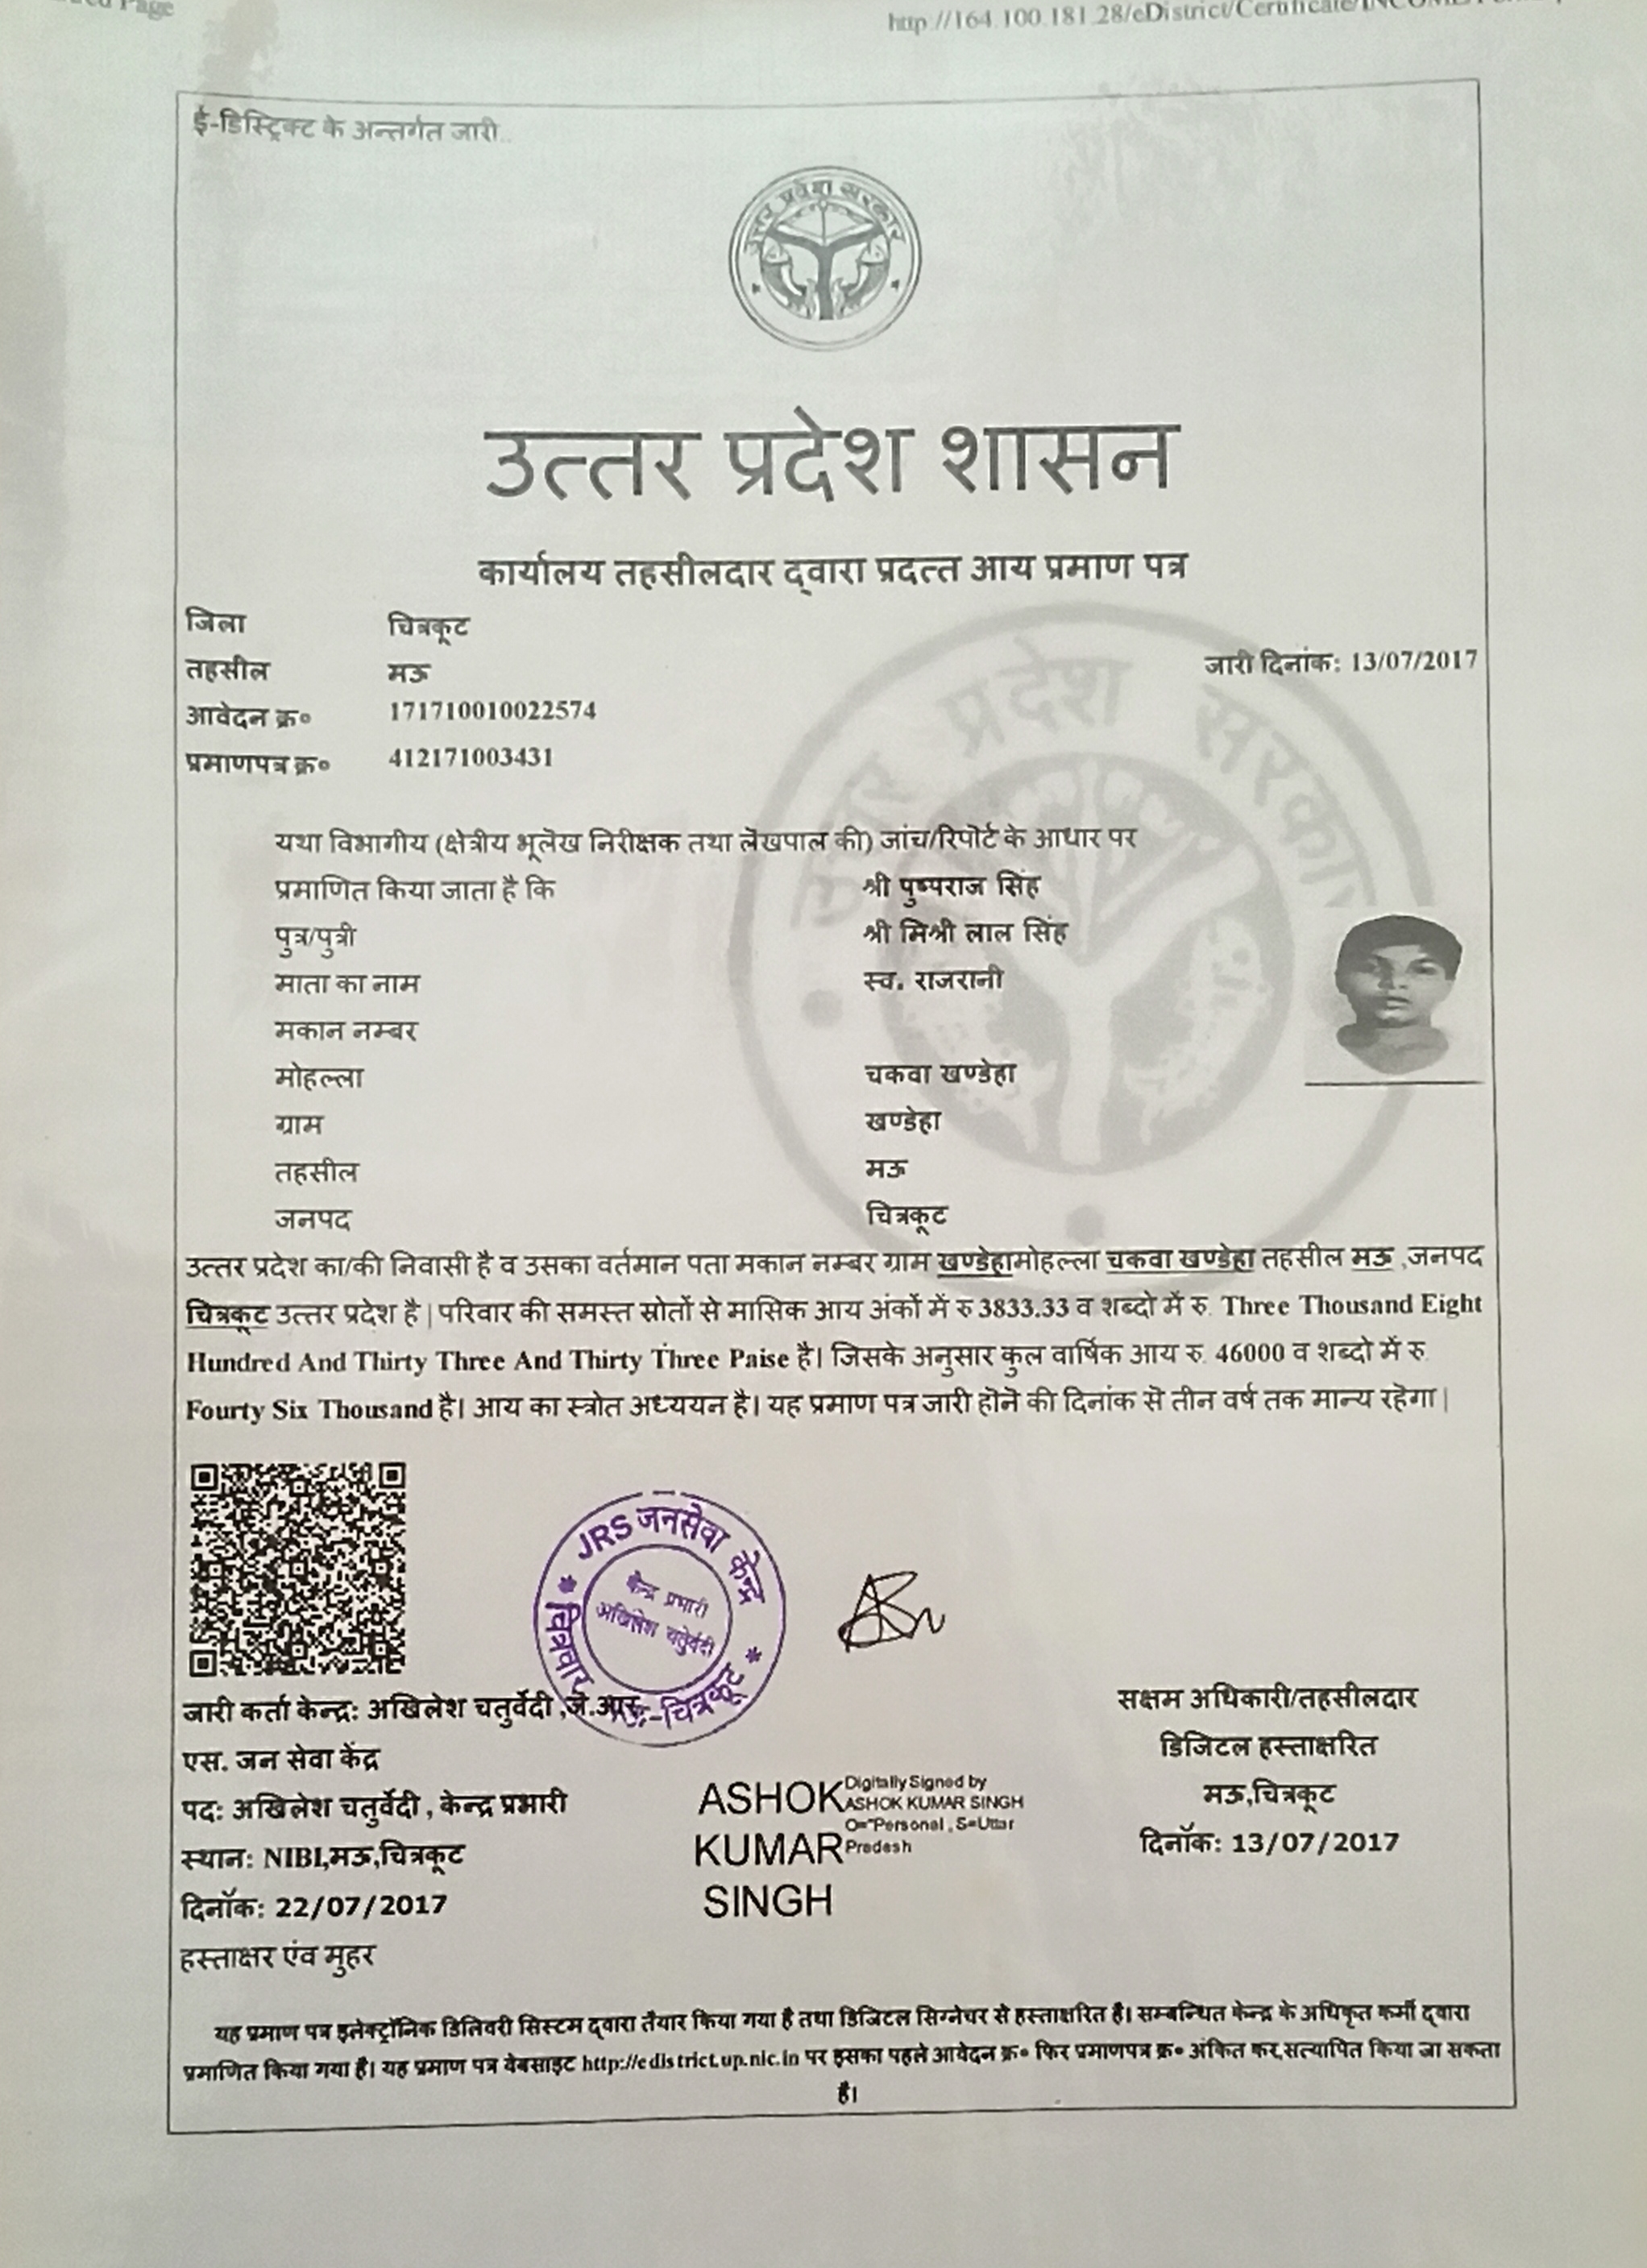 Page
http://164.100.181.28/eDistrict/Certificate/INCOME
ई-डिस्ट्रिक्ट के अन्तर्गत जारी..
उत्तर प्रदेश सरकार
उत्तर प्रदेश शासन
कार्यालय तहसीलदार द्वारा प्रदत्त आय प्रमाण पत्र
जिला चित्रकूट
तहसील मऊ जारी दिनांक: 13/07/2017
आवेदन क्र० 171710010022574
प्रमाणपत्र क्र० 412171003431
यथा विभागीय (क्षेत्रीय भूलेख निरीक्षक तथा लेखपाल की) जांच/रिपोर्ट के आधार पर
प्रमाणित किया जाता है कि श्री पुष्पराज सिंह
पुत्र/पुत्री श्री मिश्री लाल सिंह
माता का नाम स्व. राजरानी
मकान नम्बर
मोहल्ला चकवा खण्डेहा
ग्राम खण्डेहा
तहसील मऊ
जनपद चित्रकूट
उत्तर प्रदेश सरकार
उत्तर प्रदेश का/की निवासी है व उसका वर्तमान पता मकान नम्बर ग्राम खण्डेहामोहल्ला चकवा खण्डेहा तहसील मऊ ,जनपद
चित्रकूट उत्तर प्रदेश है | परिवार की समस्त स्रोतों से मासिक आय अंकों में रु 3833.33 व शब्दो में रु. Three Thousand Eight
Hundred And Thirty Three And Thirty Three Paise है। जिसके अनुसार कुल वार्षिक आय रु. 46000 व शब्दो में रु.
Fourty Six Thousand है। आय का स्त्रोत अध्ययन है। यह प्रमाण पत्र जारी होने की दिनांक से तीन वर्ष तक मान्य रहेगा |
JRS जनसेवा केन्द्र
केन्द्र प्रभारी
अखिलेश चतुर्वेदी
चित्रकूट
जारी कर्ता केन्द्र: अखिलेश चतुर्वेदी ,जे.आर.
एस. जन सेवा केंद्र
पद: अखिलेश चतुर्वेदी , केन्द्र प्रभारी
स्थान: NIBI,मऊ,चित्रकूट
दिनॉक: 22/07/2017
हस्ताक्षर एंव मुहर
ASHOK
KUMAR
SINGH
Digitally Signed by
ASHOK KUMAR SINGH
O="Personal , S=Uttar
Pradesh
सक्षम अधिकारी/तहसीलदार
डिजिटल हस्ताक्षरित
मऊ,चित्रकूट
दिनॉक: 13/07/2017
यह प्रमाण पत्र इलेक्ट्रॉनिक डिलिवरी सिस्टम द्वारा तैयार किया गया है तथा डिजिटल सिग्नेचर से हस्ताक्षरित है। सम्बन्धित केन्द्र के अधिकृत कर्मी द्वारा
प्रमाणित किया गया है। यह प्रमाण पत्र वेबसाइट http://edistrict.up.nic.in पर इसका पहले आवेदन क्र० फिर प्रमाणपत्र क्र० अंकित कर,सत्यापित किया जा सकता
है।